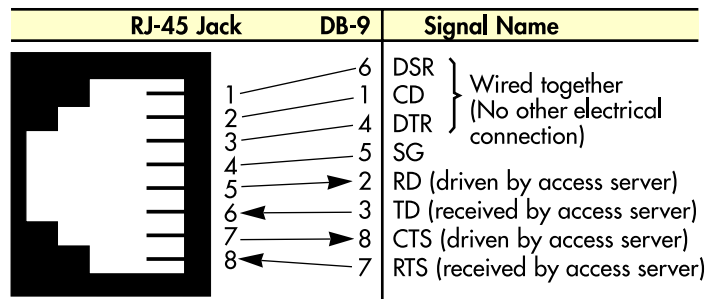 RJ-45 Jack DB-9 Signal Name
1 6 DSR
2 1 CD
3 4 DTR
Wired together
(No other electrical
connection)
4 5 SG
5 2 RD (driven by access server)
6 3 TD (received by access server)
7 8 CTS (driven by access server)
8 7 RTS (received by access server)